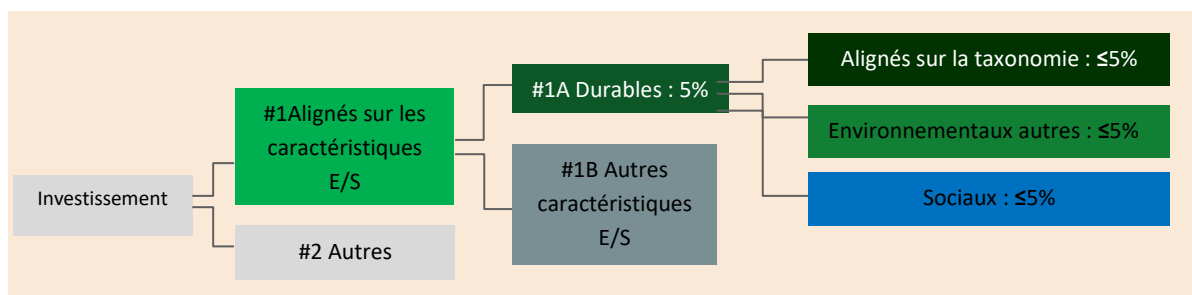 Investissement
#1Alignés sur les
caractéristiques
E/S
#2 Autres
#1A Durables : 5%
#1B Autres
caractéristiques
E/S
Alignés sur la taxonomie : ≤5%
Environnementaux autres : ≤5%
Sociaux : ≤5%